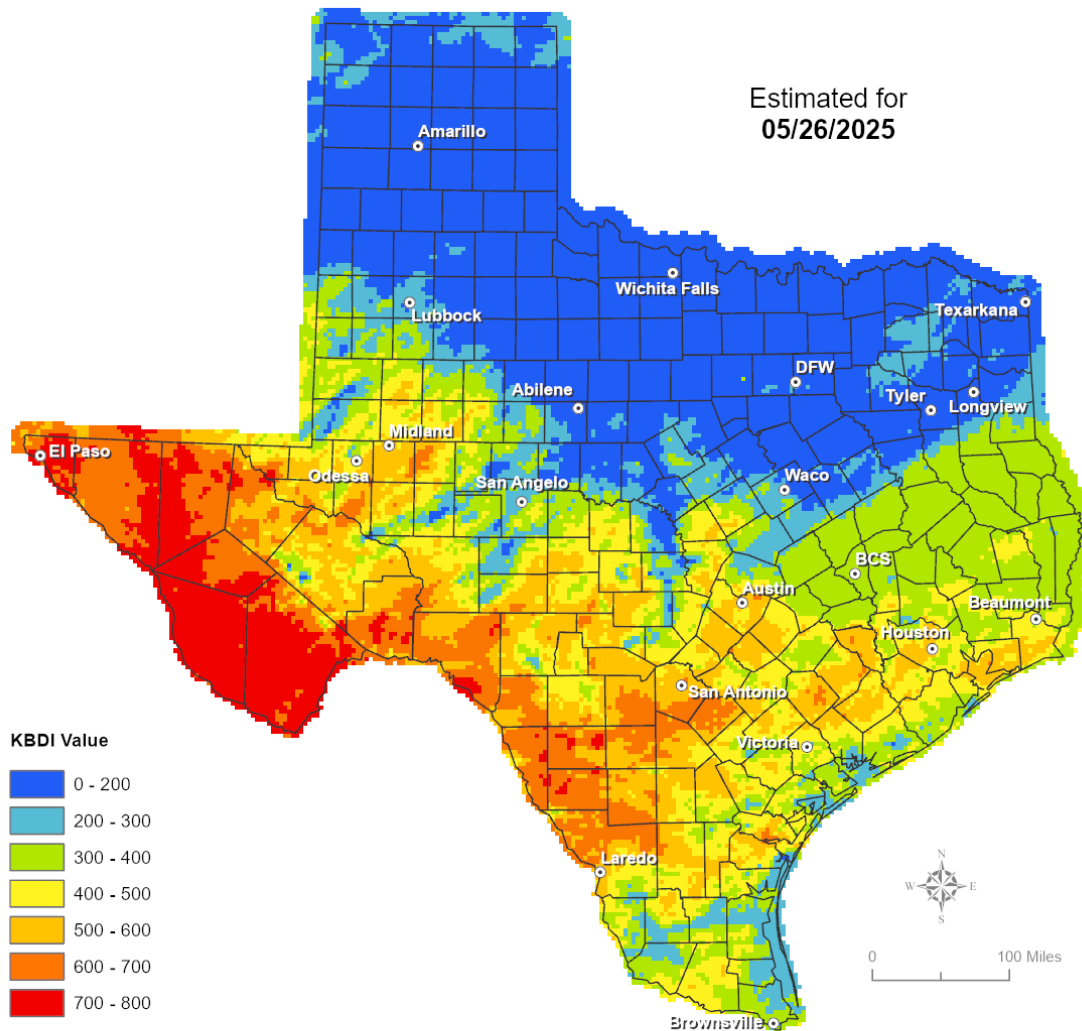 Estimated for
05/26/2025
Amarillo
Wichita Falls
Lubbock
Texarkana
DFW
Abilene
Tyler
Longview
Midland
El Paso
Odessa
San Angelo
Waco
BCS
Austin
Beaumont
Houston
San Antonio
Victoria
Laredo
Brownsville
KBDI Value
0 - 200
200 - 300
300 - 400
400 - 500
500 - 600
600 - 700
700 - 800
N
W E
S
0 100 Miles